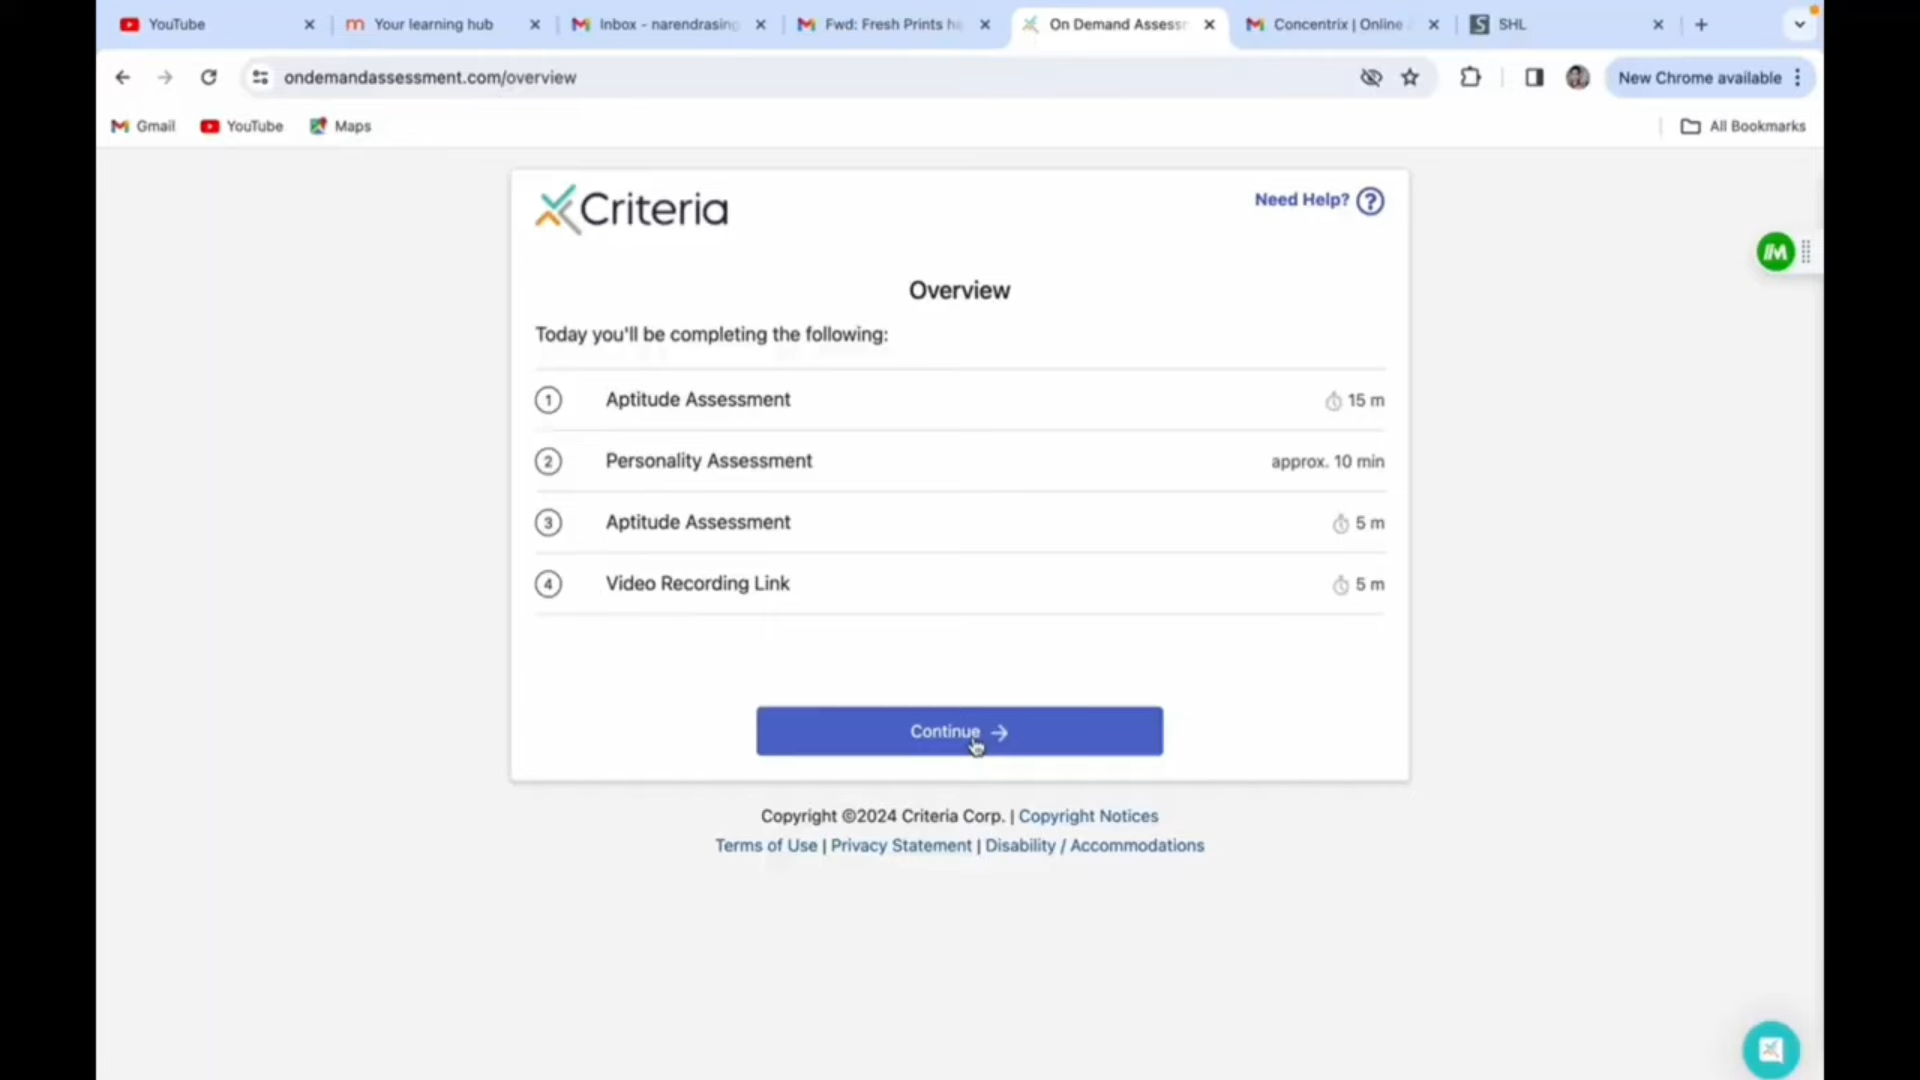 YouTube
Your learning hub
Inbox - narendrasing
Fwd: Fresh Prints h
On Demand Assess
Concentrix | Online
SHL
ondemandassessment.com/overview
New Chrome available
Gmail
YouTube
Maps
All Bookmarks
Criteria
Need Help? ?
Overview
Today you'll be completing the following:
1 Aptitude Assessment 15 m
2 Personality Assessment approx. 10 min
3 Aptitude Assessment 5 m
4 Video Recording Link 5 m
Continue →
Copyright ©2024 Criteria Corp. | Copyright Notices
Terms of Use | Privacy Statement | Disability / Accommodations